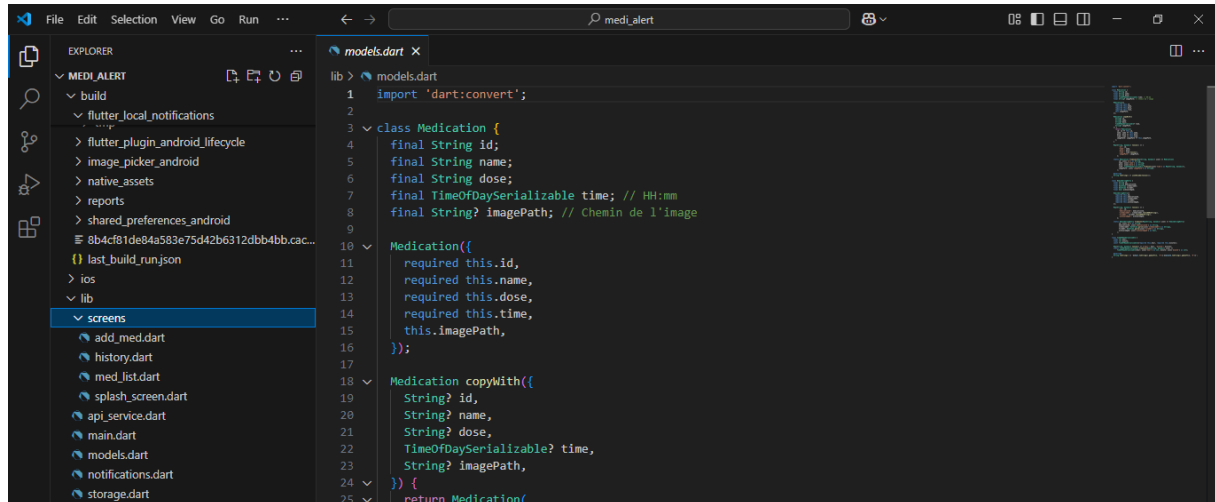 File Edit Selection View Go Run ···
medi_alert
EXPLORER ···
MEDI_ALERT
build
flutter_local_notifications
flutter_plugin_android_lifecycle
image_picker_android
native_assets
reports
shared_preferences_android
8b4cf81de84a583e75d42b6312dbb4bb.cac...
{} last_build_run.json
ios
lib
screens
add_med.dart
history.dart
med_list.dart
splash_screen.dart
api_service.dart
main.dart
models.dart
notifications.dart
storage.dart
models.dart
lib > models.dart
1 import 'dart:convert';
2
3 class Medication {
4 final String id;
5 final String name;
6 final String dose;
7 final TimeOfDaySerializable time; // HH:mm
8 final String? imagePath; // Chemin de l'image
9
10 Medication({
11 required this.id,
12 required this.name,
13 required this.dose,
14 required this.time,
15 this.imagePath,
16 });
17
18 Medication copyWith({
19 String? id,
20 String? name,
21 String? dose,
22 TimeOfDaySerializable? time,
23 String? imagePath,
24 }) {
25 return Medication(